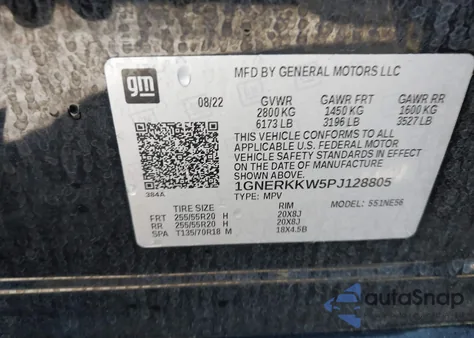 gm
MFD BY GENERAL MOTORS LLC
08/22 GVWR GAWR FRT GAWR RR
2800 KG 1450 KG 1600 KG
6173 LB 3196 LB 3527 LB
THIS VEHICLE CONFORMS TO ALL
APPLICABLE U.S. FEDERAL MOTOR
VEHICLE SAFETY AND THEFT PREVENTION
STANDARDS IN EFFECT ON THE DATE OF
MANUFACTURE SHOWN ABOVE.
1GNERKKW5PJ128805
384A
TYPE: MPV MODEL: 551NE56
TIRE SIZE RIM
FRT 255/55R20 H 20X8J
RR 255/55R20 H 20X8J
SPA T135/70R18 M 18X4.5B
autoSnap